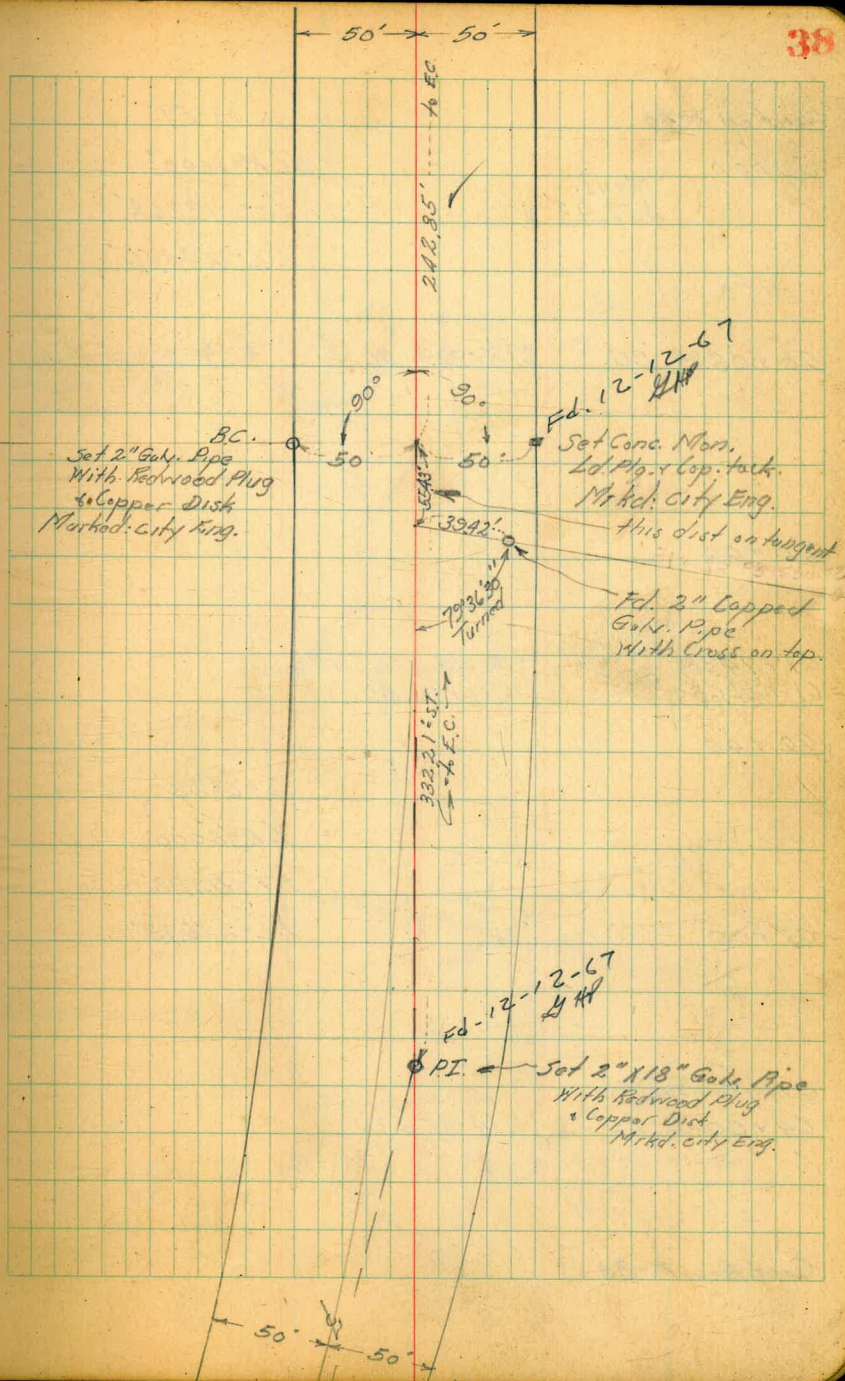 38
50' 50'
242.85' to E.C.
Fd. 12-12-67
90° 90°
B.C.
50 50'
Set 2" Galv. Pipe
With Redwood Plug
& Copper Disk
Marked: City Eng.
Set Conc. Mon.
Ld. Plg. & Cop. tack.
Mrkd: City Eng.
this dist on tangent
39.42'
79°36'30"
Turned
Fd. 2" Capped
Galv. Pipe
With Cross on top.
332.21' S.T.
to E.C.
Fd-12-12-67
P.I.
Set 2" X 18" Galv. Pipe
With Redwood Plug
& Copper Disk
Mrkd. City Eng.
50' 50'